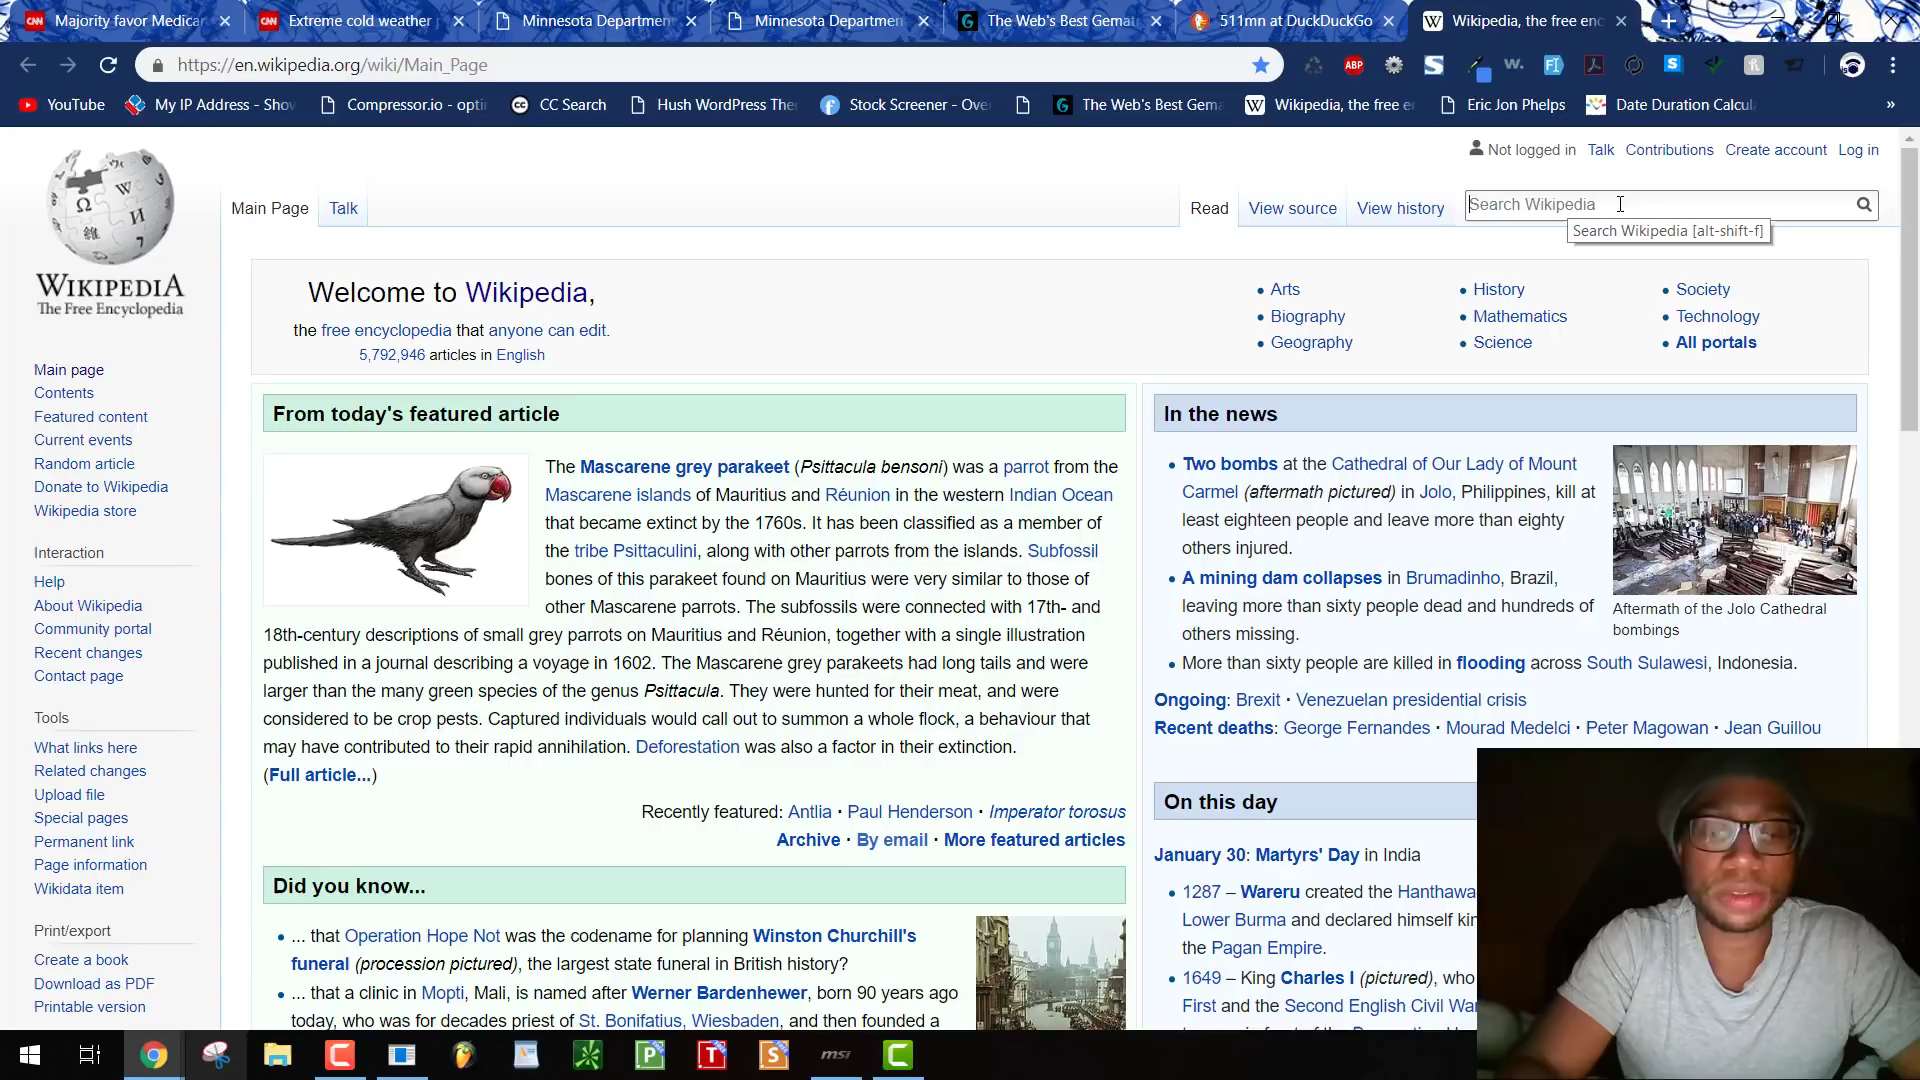 Majority favor Medicar
Extreme cold weather
Minnesota Departmen
Minnesota Departmen
The Web's Best Gemat
511mn at DuckDuckGo
Wikipedia, the free enc
https://en.wikipedia.org/wiki/Main_Page
YouTube
My IP Address - Sho
Compressor.io - opti
CC Search
Hush WordPress The
Stock Screener - Ove
The Web's Best Gema
Wikipedia, the free e
Eric Jon Phelps
Date Duration Calcul
»
Not logged in Talk Contributions Create account Log in
Main Page Talk Read View source View history Search Wikipedia
Search Wikipedia [alt-shift-f]
WIKIPEDIA
The Free Encyclopedia
Main page
Contents
Featured content
Current events
Random article
Donate to Wikipedia
Wikipedia store
Interaction
Help
About Wikipedia
Community portal
Recent changes
Contact page
Tools
What links here
Related changes
Upload file
Special pages
Permanent link
Page information
Wikidata item
Print/export
Create a book
Download as PDF
Printable version
Welcome to Wikipedia,
the free encyclopedia that anyone can edit.
5,792,946 articles in English
• Arts
• Biography
• Geography
• History
• Mathematics
• Science
• Society
• Technology
• All portals
From today's featured article
The Mascarene grey parakeet (Psittacula bensoni) was a parrot from the
Mascarene islands of Mauritius and Réunion in the western Indian Ocean
that became extinct by the 1760s. It has been classified as a member of
the tribe Psittaculini, along with other parrots from the islands. Subfossil
bones of this parakeet found on Mauritius were very similar to those of
other Mascarene parrots. The subfossils were connected with 17th- and
18th-century descriptions of small grey parrots on Mauritius and Réunion, together with a single illustration
published in a journal describing a voyage in 1602. The Mascarene grey parakeets had long tails and were
larger than the many green species of the genus Psittacula. They were hunted for their meat, and were
considered to be crop pests. Captured individuals would call out to summon a whole flock, a behaviour that
may have contributed to their rapid annihilation. Deforestation was also a factor in their extinction.
(Full article...)
Recently featured: Antlia · Paul Henderson · Imperator torosus
Archive · By email · More featured articles
Did you know...
• ... that Operation Hope Not was the codename for planning Winston Churchill's
funeral (procession pictured), the largest state funeral in British history?
• ... that a clinic in Mopti, Mali, is named after Werner Bardenhewer, born 90 years ago
today, who was for decades priest of St. Bonifatius, Wiesbaden, and then founded a
In the news
• Two bombs at the Cathedral of Our Lady of Mount
Carmel (aftermath pictured) in Jolo, Philippines, kill at
least eighteen people and leave more than eighty
others injured.
• A mining dam collapses in Brumadinho, Brazil,
leaving more than sixty people dead and hundreds of
others missing.
• More than sixty people are killed in flooding across South Sulawesi, Indonesia.
Aftermath of the Jolo Cathedral
bombings
Ongoing: Brexit · Venezuelan presidential crisis
Recent deaths: George Fernandes · Mourad Medelci · Peter Magowan · Jean Guillou
On this day
January 30: Martyrs' Day in India
• 1287 – Wareru created the Hanthawa
Lower Burma and declared himself kin
the Pagan Empire.
• 1649 – King Charles I (pictured), who
First and the Second English Civil War
msi